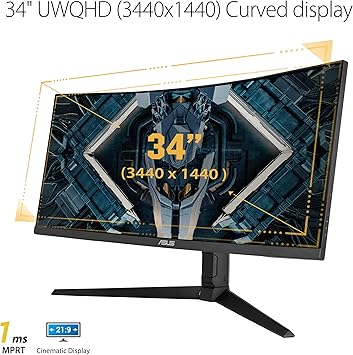 34" UWQHD (3440x1440) Curved display
34”
(3440 x 1440 )
ASUS
1 ms
MPRT
21:9
Cinematic Display